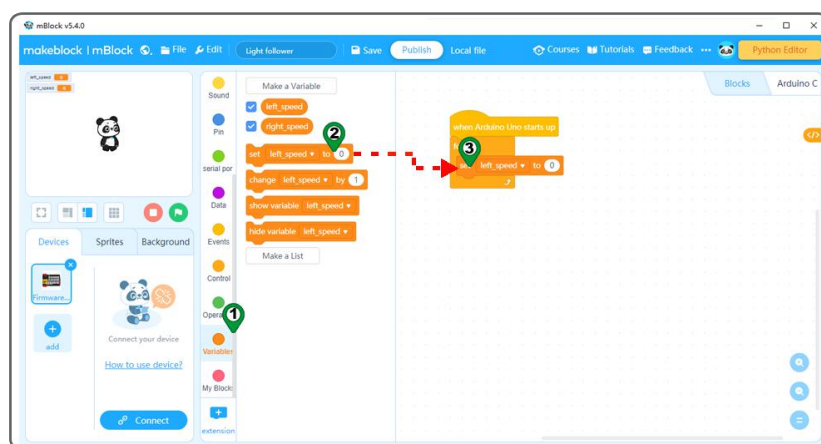 mBlock v5.4.0
makeblock | mBlock File Edit Light follower Save Publish Local file Courses Tutorials Feedback Python Editor
left_speed 0
right_speed 0
Devices Sprites Background
Firmware...
add
Connect your device
How to use device?
Connect
Sound
Pin
serial por
Data
Events
Control
Opera
Variables
My Block
extension
Make a Variable
left_speed
right_speed
set left_speed to 0
change left_speed by 1
show variable left_speed
hide variable left_speed
Make a List
1
2
3
when Arduino Uno starts up
left_speed to 0
Blocks Arduino C